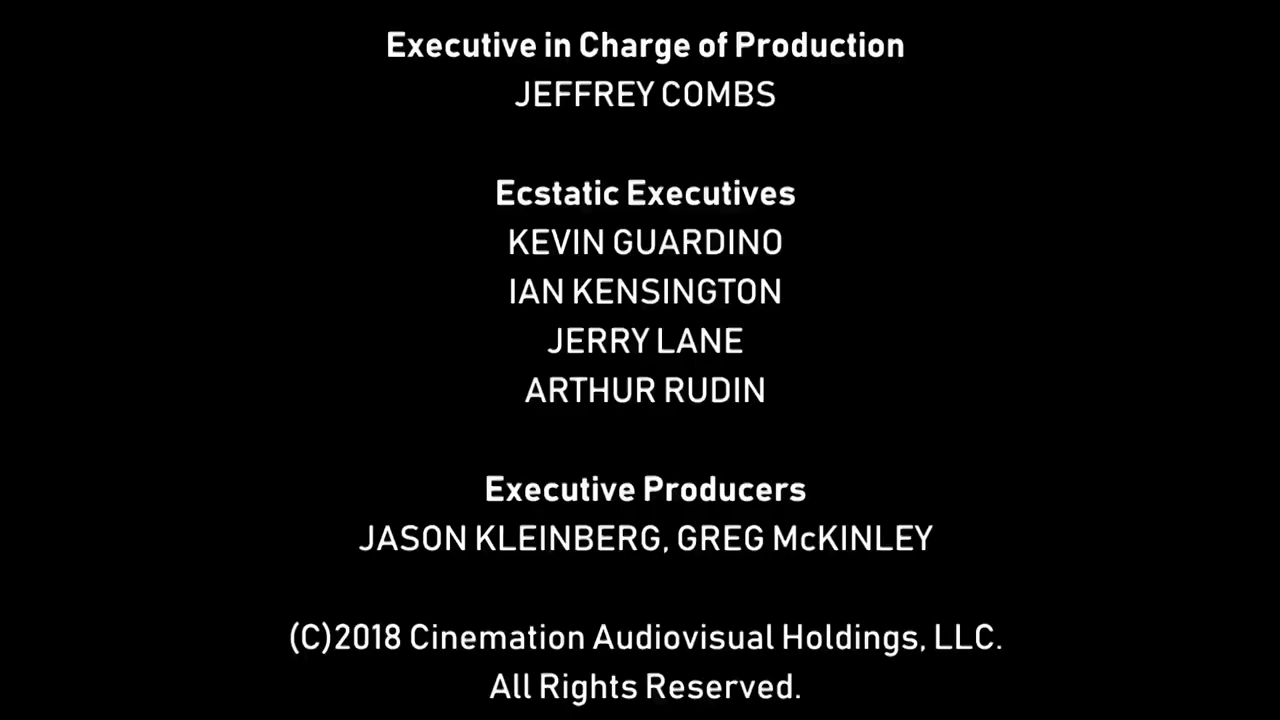 Executive in Charge of Production
JEFFREY COMBS
Ecstatic Executives
KEVIN GUARDINO
IAN KENSINGTON
JERRY LANE
ARTHUR RUDIN
Executive Producers
JASON KLEINBERG, GREG McKINLEY
(C)2018 Cinemation Audiovisual Holdings, LLC.
All Rights Reserved.